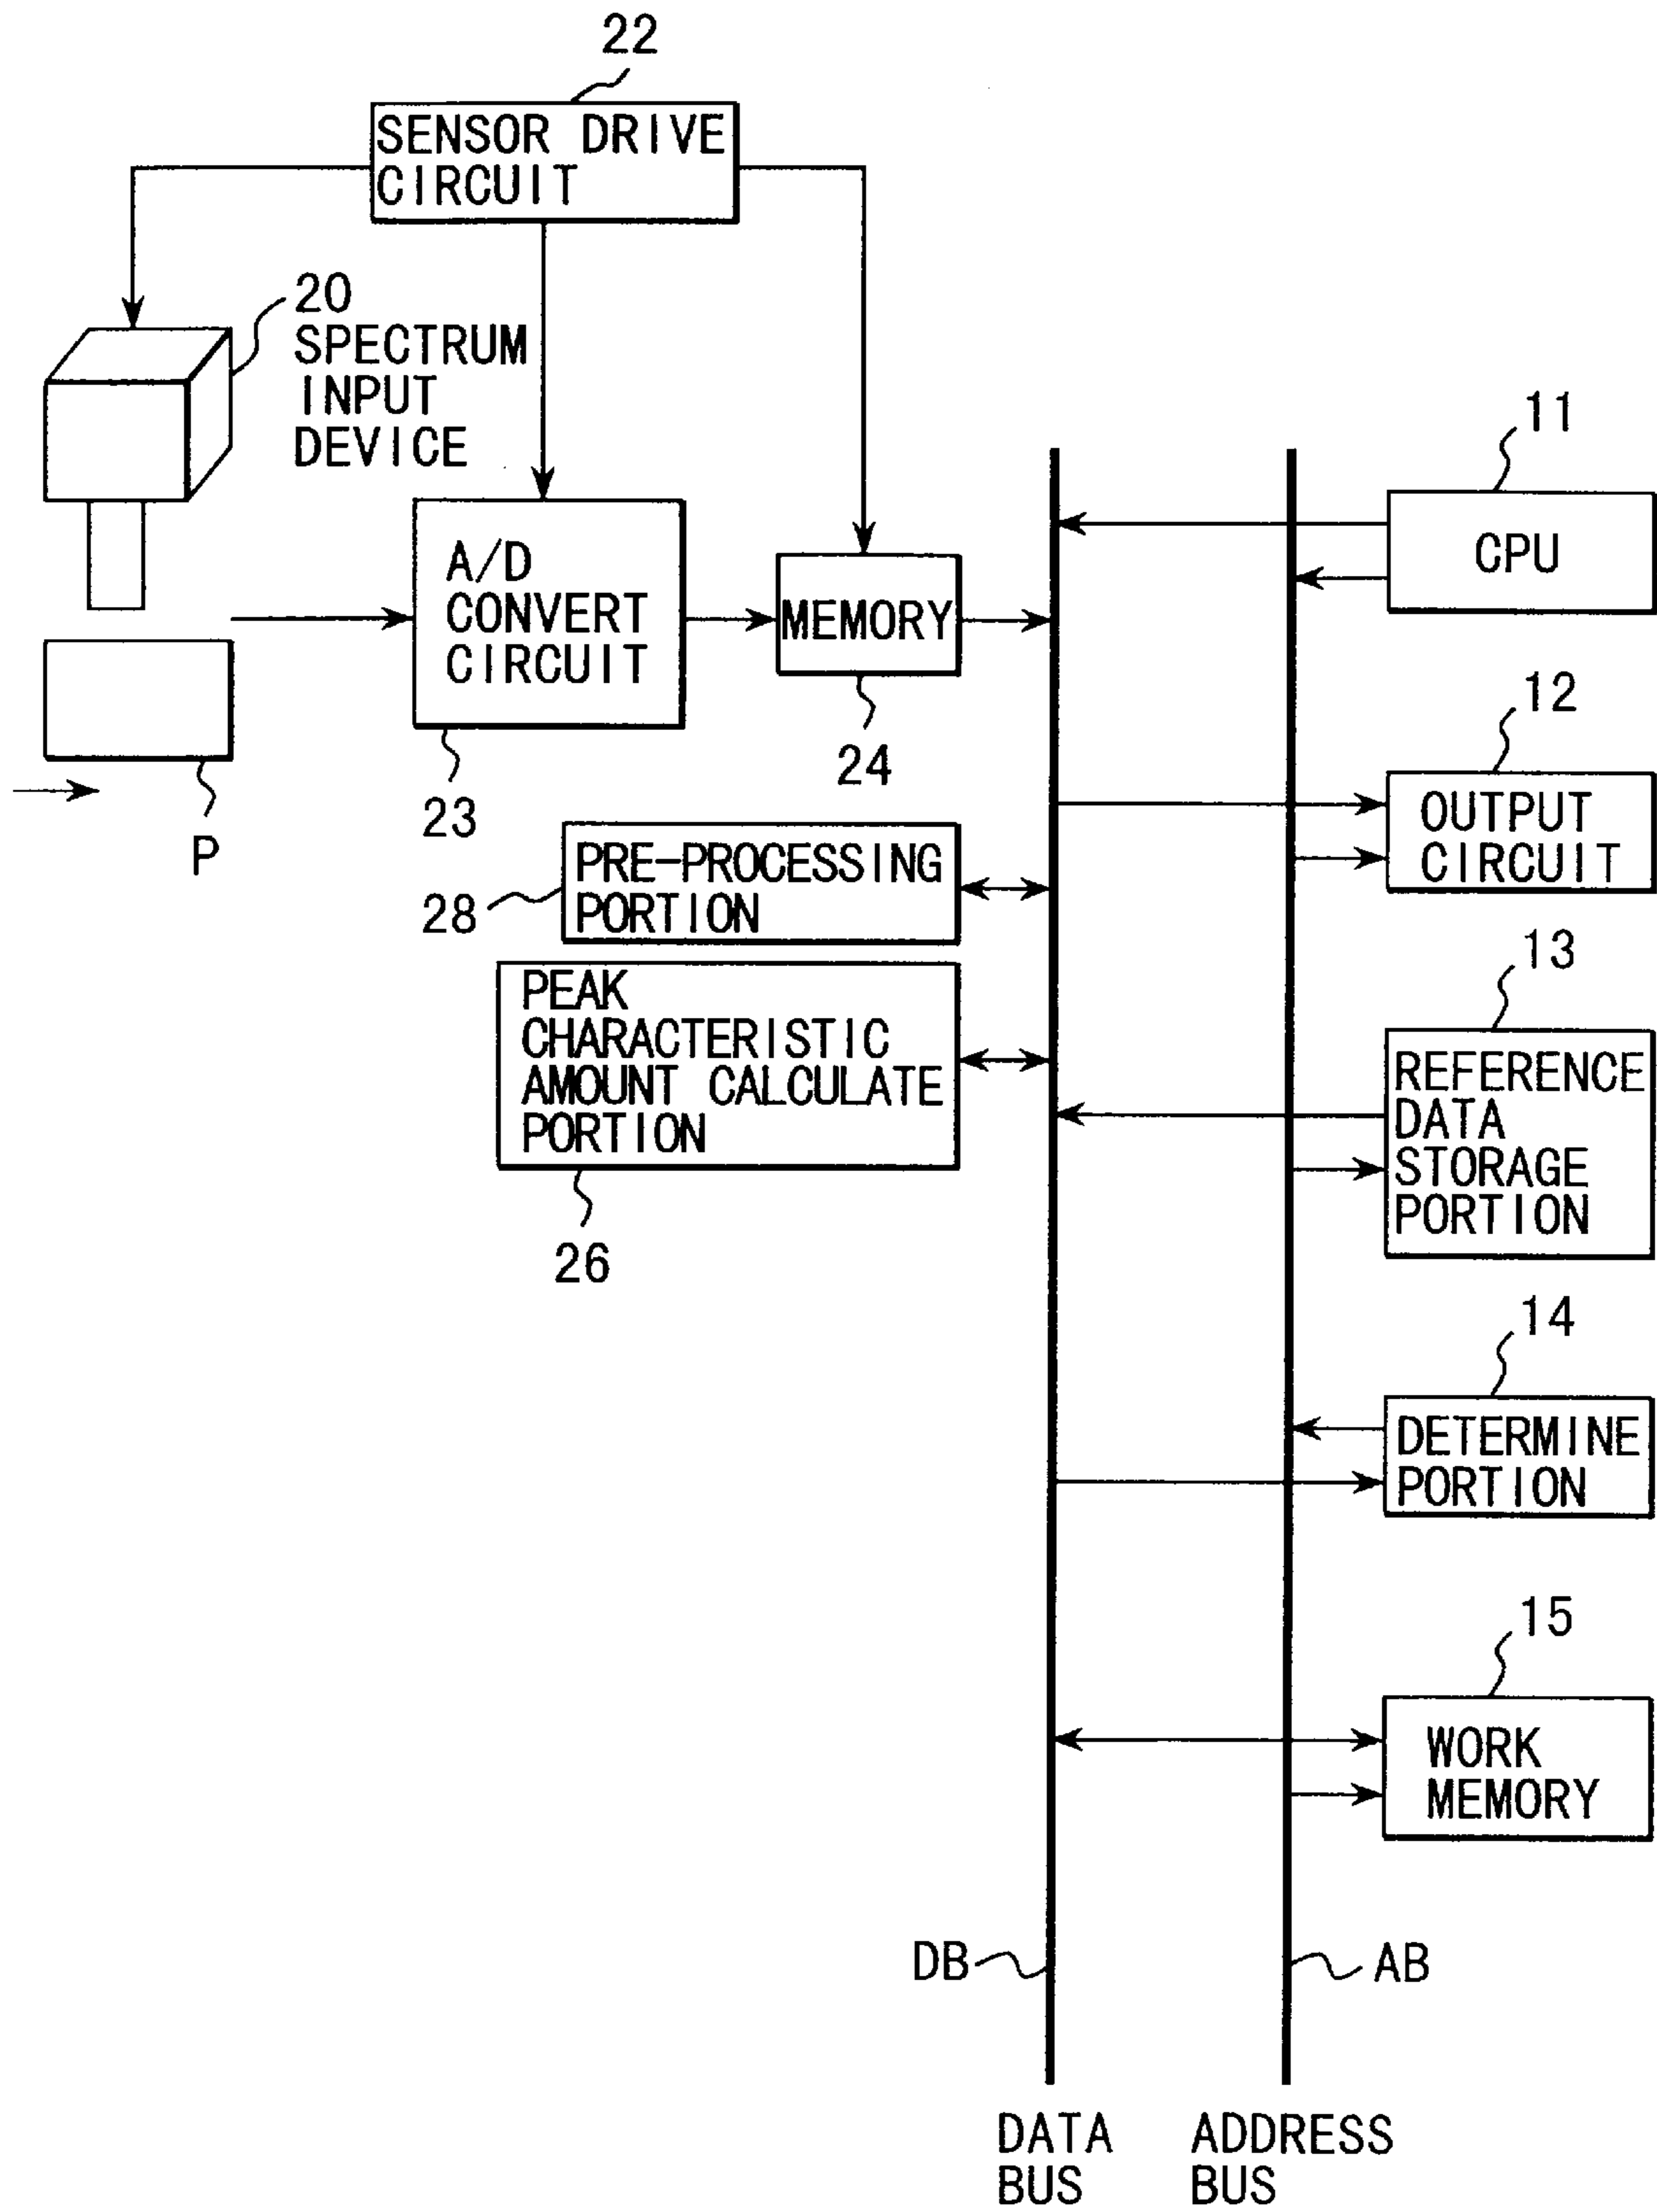 22
SENSOR DRIVE
CIRCUIT
20
SPECTRUM
INPUT
DEVICE
11
CPU
A/D
CONVERT
CIRCUIT
MEMORY
12
24
OUTPUT
CIRCUIT
23
P
PRE-PROCESSING
PORTION
28
13
PEAK
CHARACTERISTIC
AMOUNT CALCULATE
PORTION
REFERENCE
DATA
STORAGE
PORTION
26
14
DETERMINE
PORTION
15
WORK
MEMORY
DB
AB
DATA
BUS
ADDRESS
BUS